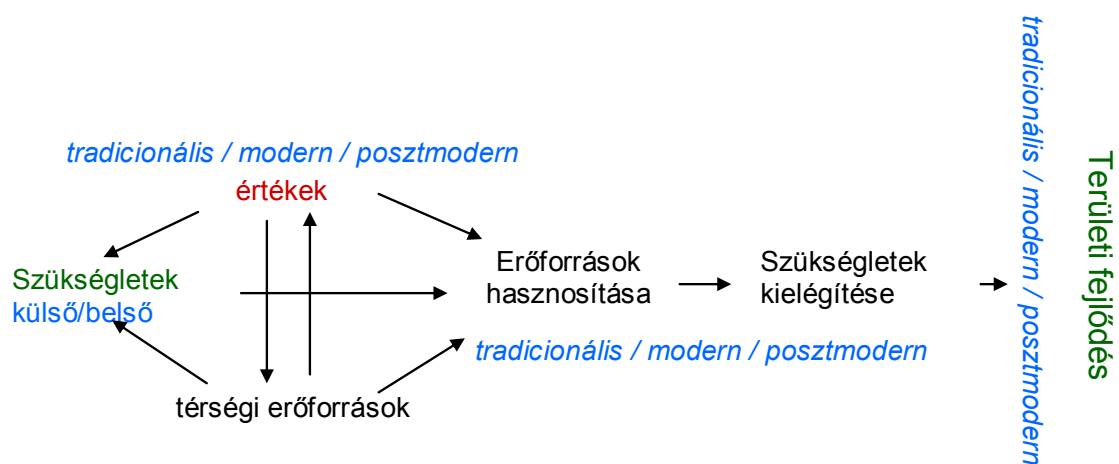 tradicionális / modern / posztmodern
értékek
Szükségletek
külső/belső
térségi erőforrások
Erőforrások
hasznosítása
tradicionális / modern / posztmodern
Szükségletek
kielégítése
tradicionális / modern / posztmodern
Területi fejlődés